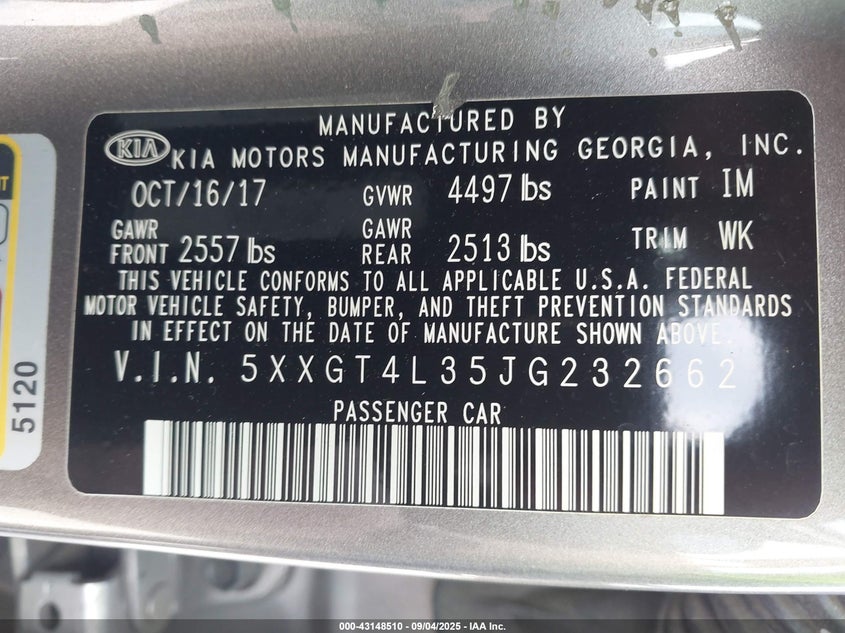 MANUFACTURED BY
KIA KIA MOTORS MANUFACTURING GEORGIA, INC.
OCT/16/17 GVWR 4497 lbs PAINT IM
GAWR FRONT 2557 lbs GAWR REAR 2513 lbs TRIM WK
THIS VEHICLE CONFORMS TO ALL APPLICABLE U.S.A. FEDERAL
MOTOR VEHICLE SAFETY, BUMPER, AND THEFT PREVENTION STANDARDS
IN EFFECT ON THE DATE OF MANUFACTURE SHOWN ABOVE.
V.I.N. 5XXGT4L35JG232662
PASSENGER CAR
5120
000-43148510 - 09/04/2025 - IAA Inc.